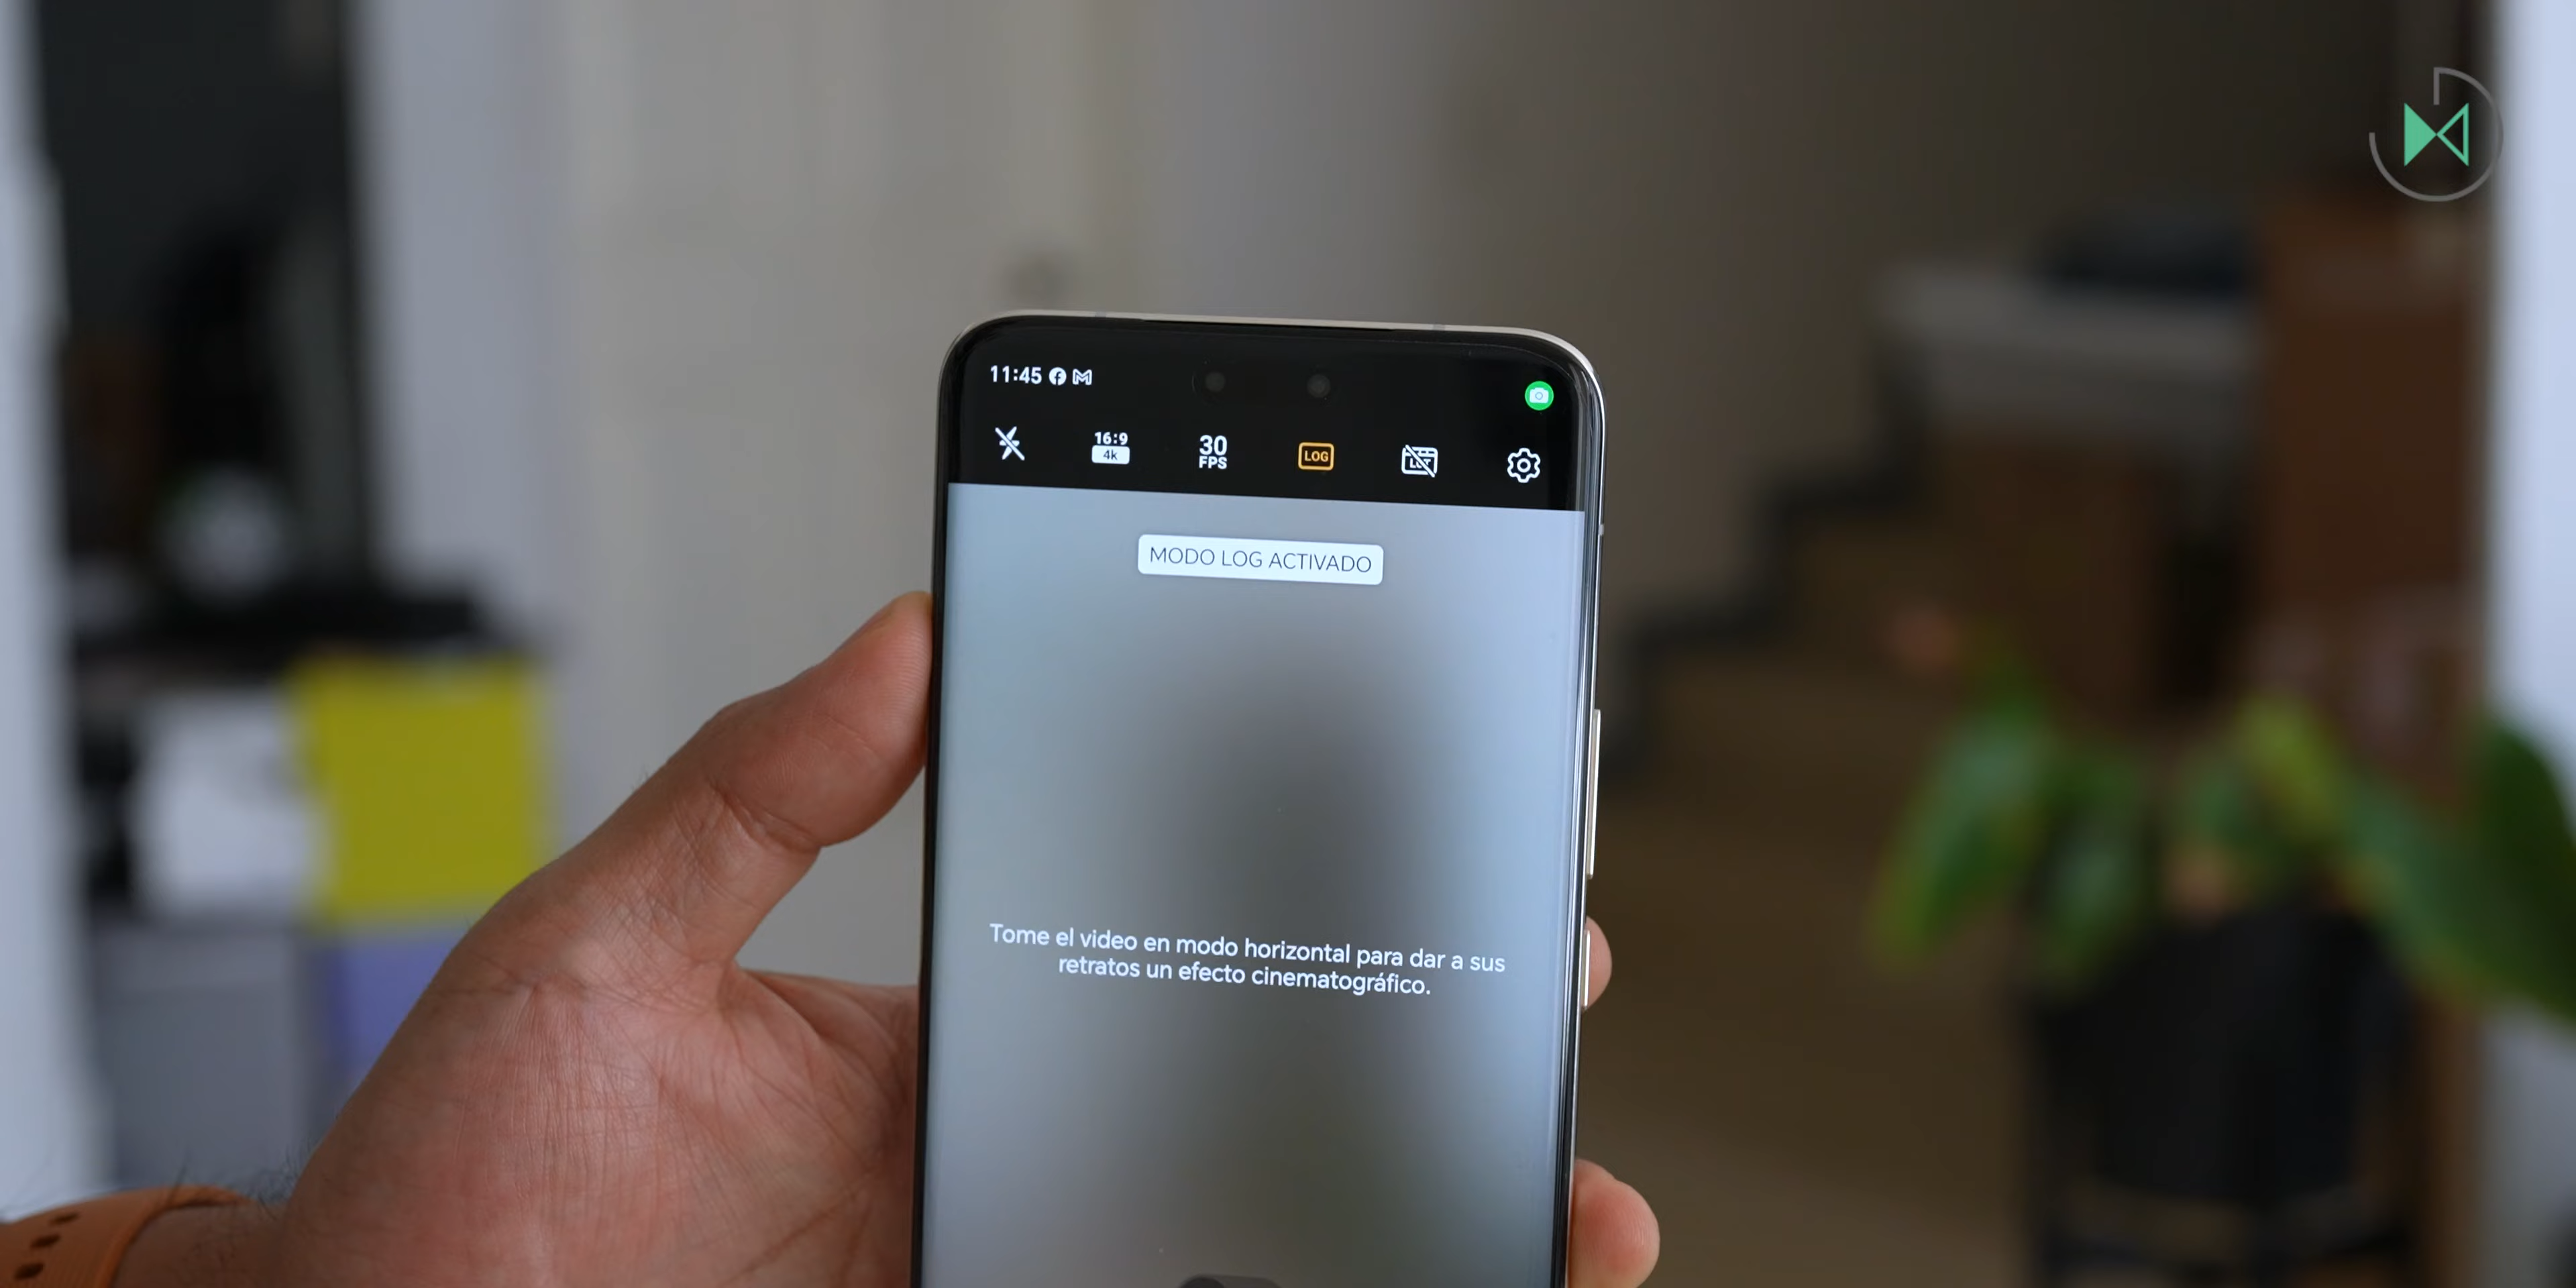 11:45
16:9
4k
30
FPS
LOG
LUT
MODO LOG ACTIVADO
Tome el video en modo horizontal para dar a sus
retratos un efecto cinematográfico.